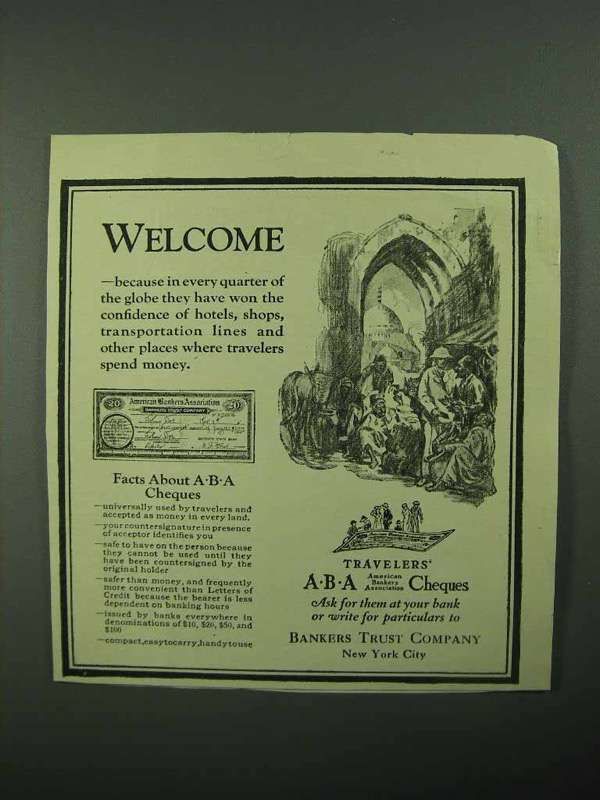 WELCOME
—because in every quarter of
the globe they have won the
confidence of hotels, shops,
transportation lines and
other places where travelers
spend money.
American Bankers Association
BANKERS TRUST COMPANY
Facts About A·B·A
Cheques
—universally used by travelers and
accepted as money in every land.
—your countersignature in presence
of acceptor identifies you
—safe to have on the person because
they cannot be used until they
have been countersigned by the
original holder
—safer than money, and frequently
more convenient than Letters of
Credit because the bearer is less
dependent on banking hours
—issued by banks everywhere in
denominations of $10, $20, $50, and
$100
—compact, easy to carry, handy to use
TRAVELERS'
A·B·A American Bankers Association Cheques
Ask for them at your bank
or write for particulars to
BANKERS TRUST COMPANY
New York City